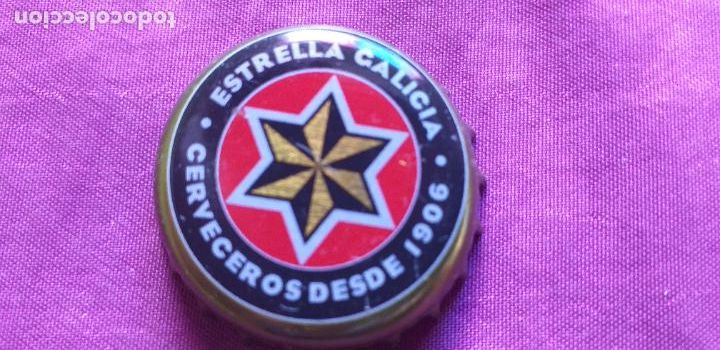 todocoleccion
• ESTRELLA GALICIA •
CERVECEROS DESDE 1906